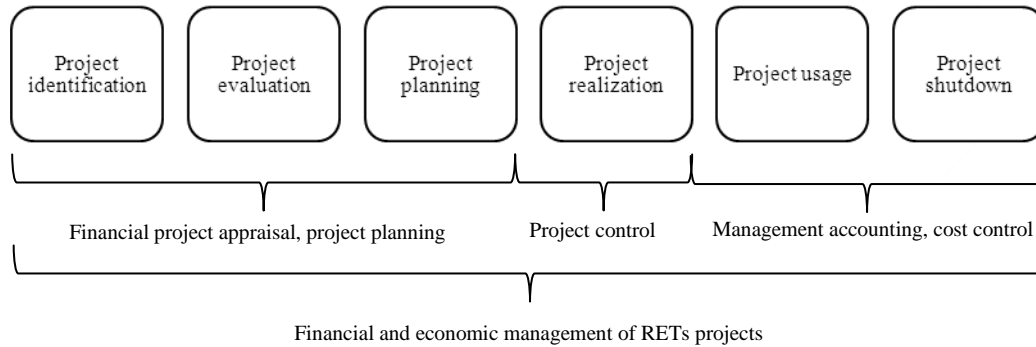 Project
identification
Project
evaluation
Project
planning
Project
realization
Project usage
Project
shutdown
Financial project appraisal, project planning
Project control
Management accounting, cost control
Financial and economic management of RETs projects